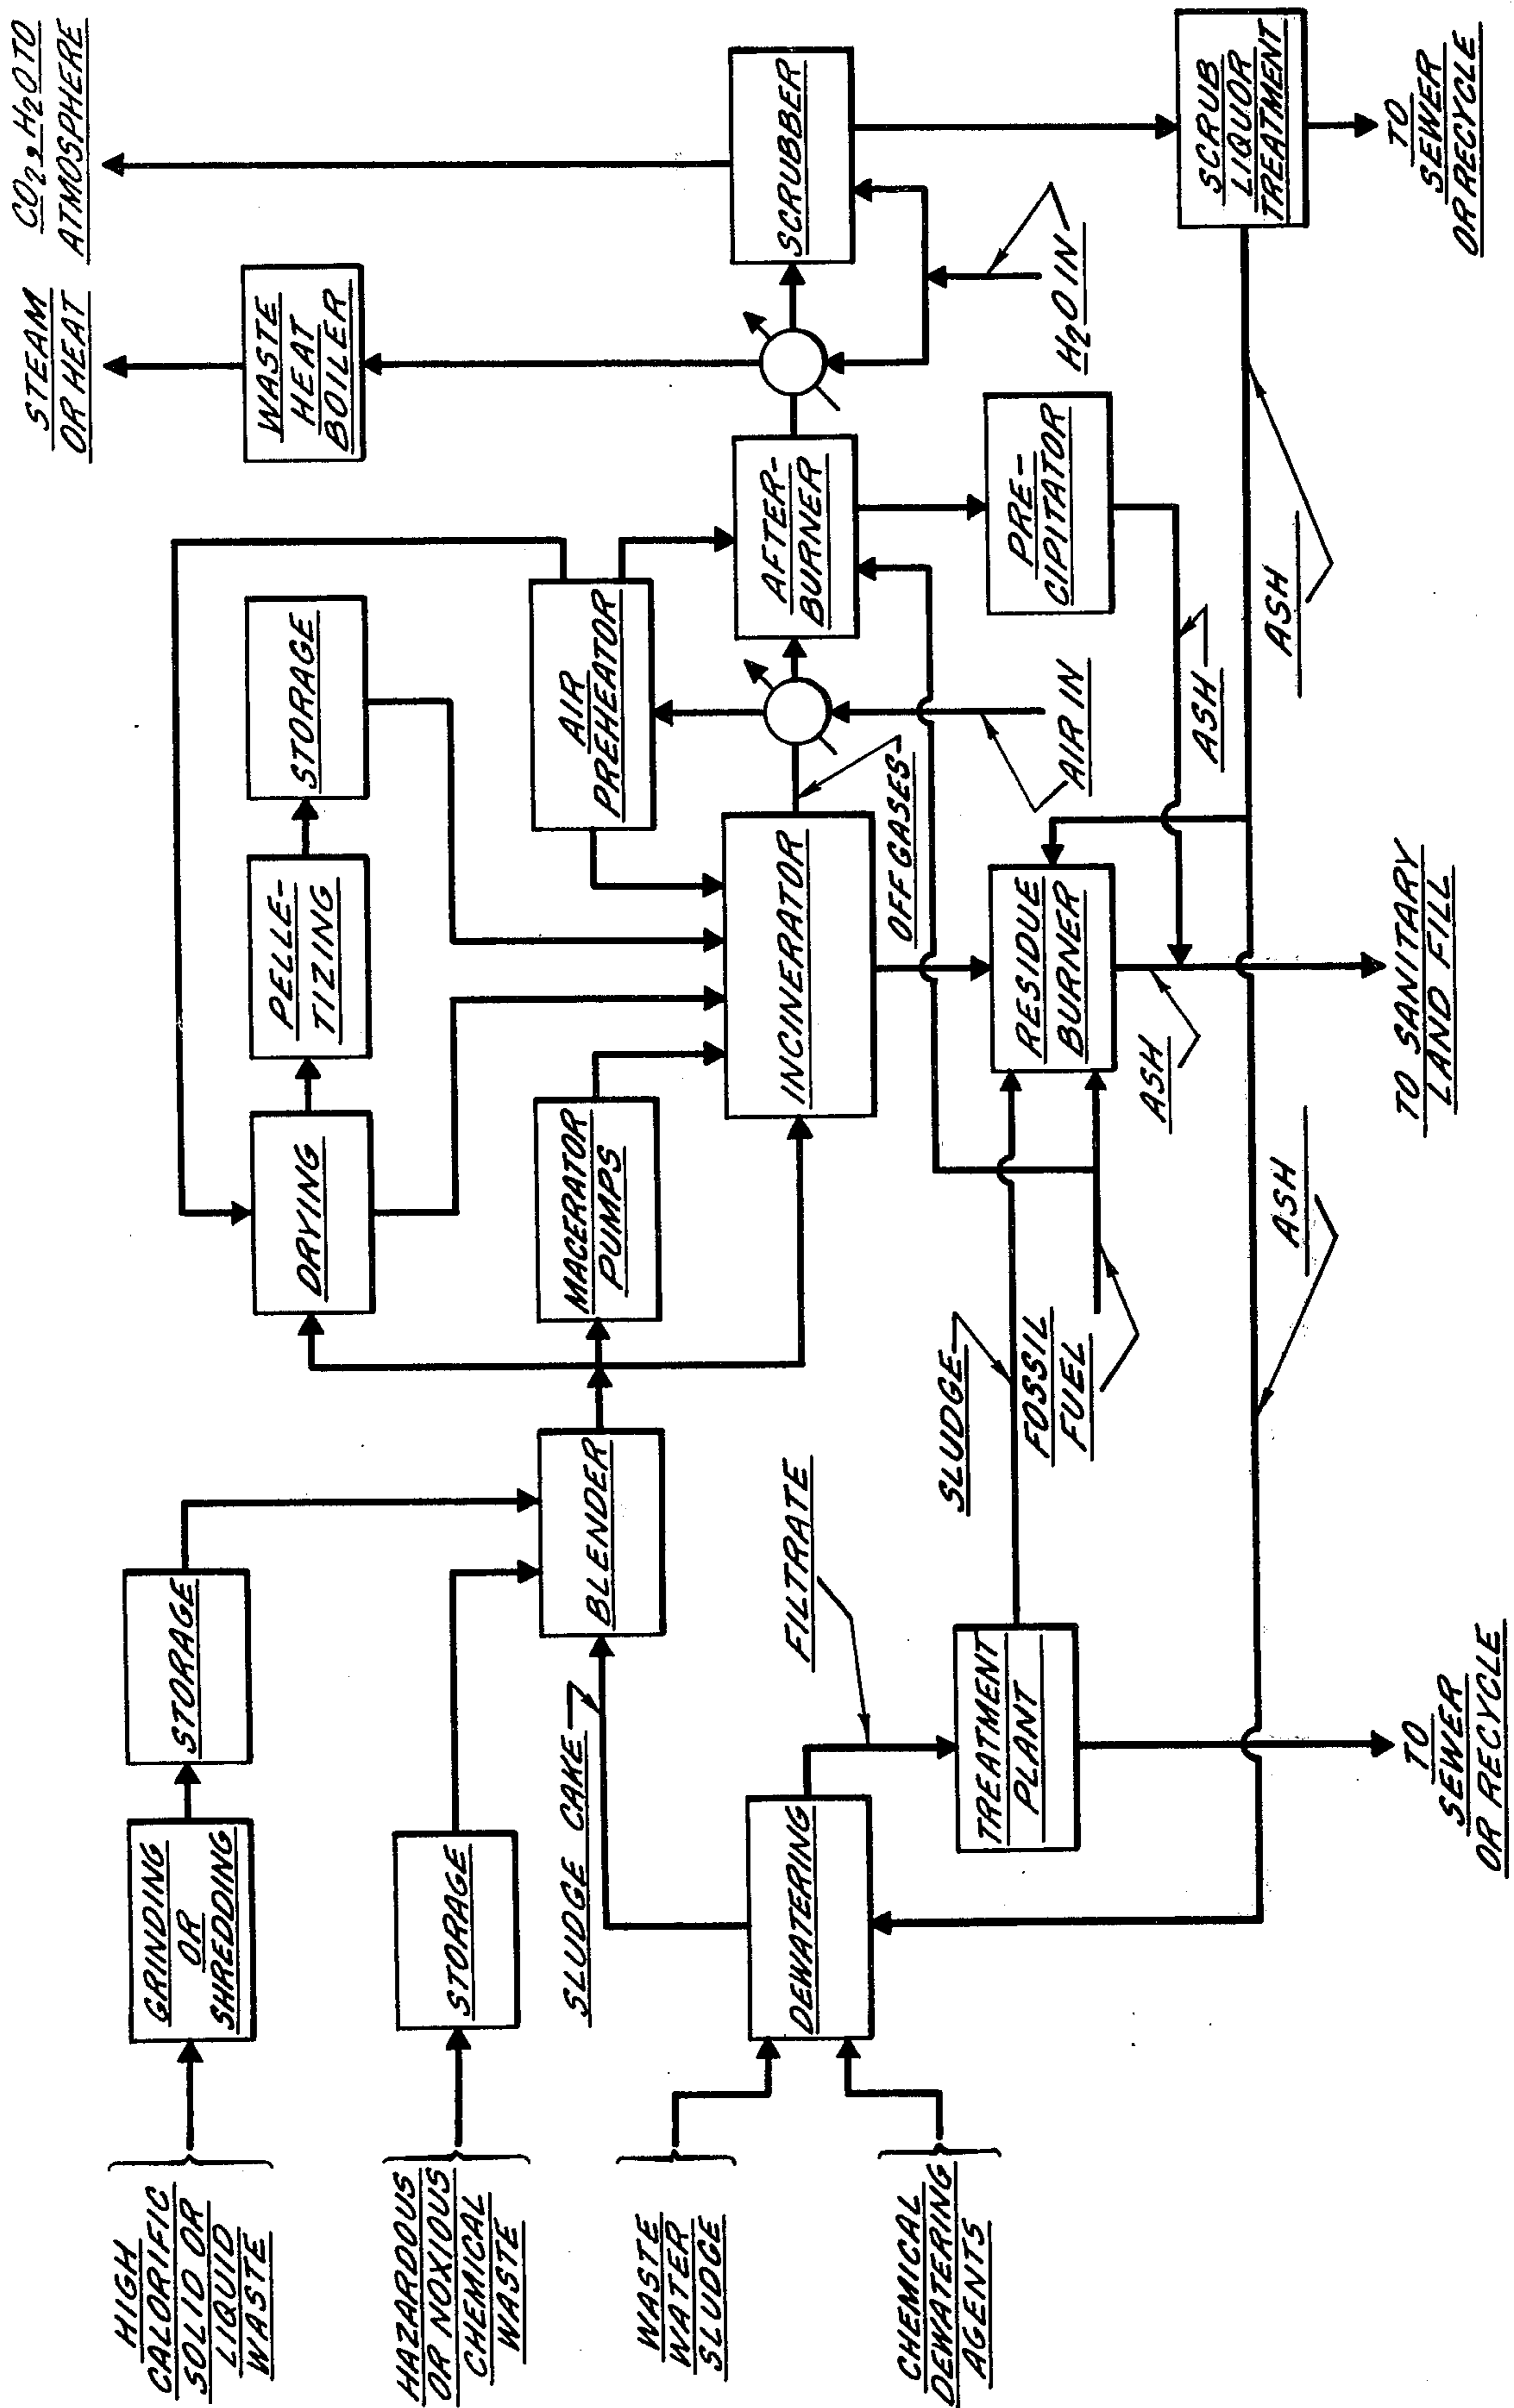 HIGH
CALORIFIC
SOLID OR
LIQUID
WASTE
GRINDING
OR
SHREDDING
STORAGE
HAZARDOUS
OR NOXIOUS
CHEMICAL
WASTE
STORAGE
WASTE
WATER
SLUDGE
CHEMICAL
DEWATERING
AGENTS
SLUDGE CAKE
DEWATERING
FILTRATE
TREATMENT
PLANT
TO
SEWER
OR RECYCLE
BLENDER
DRYING
PELLE-
TIZING
STORAGE
MACERATOR
PUMPS
AIR
PREHEATOR
INCINERATOR
OFF GASES
AIR IN
SLUDGE
FOSSIL
FUEL
RESIDUE
BURNER
ASH
ASH
TO SANITARY
LAND FILL
AFTER-
BURNER
PRE-
CIPITATOR
ASH
ASH
STEAM
OR HEAT
WASTE
HEAT
BOILER
CO2, H2O TO
ATMOSPHERE
SCRUBBER
H2O IN
SCRUB
LIQUOR
TREATMENT
TO
SEWER
OR RECYCLE